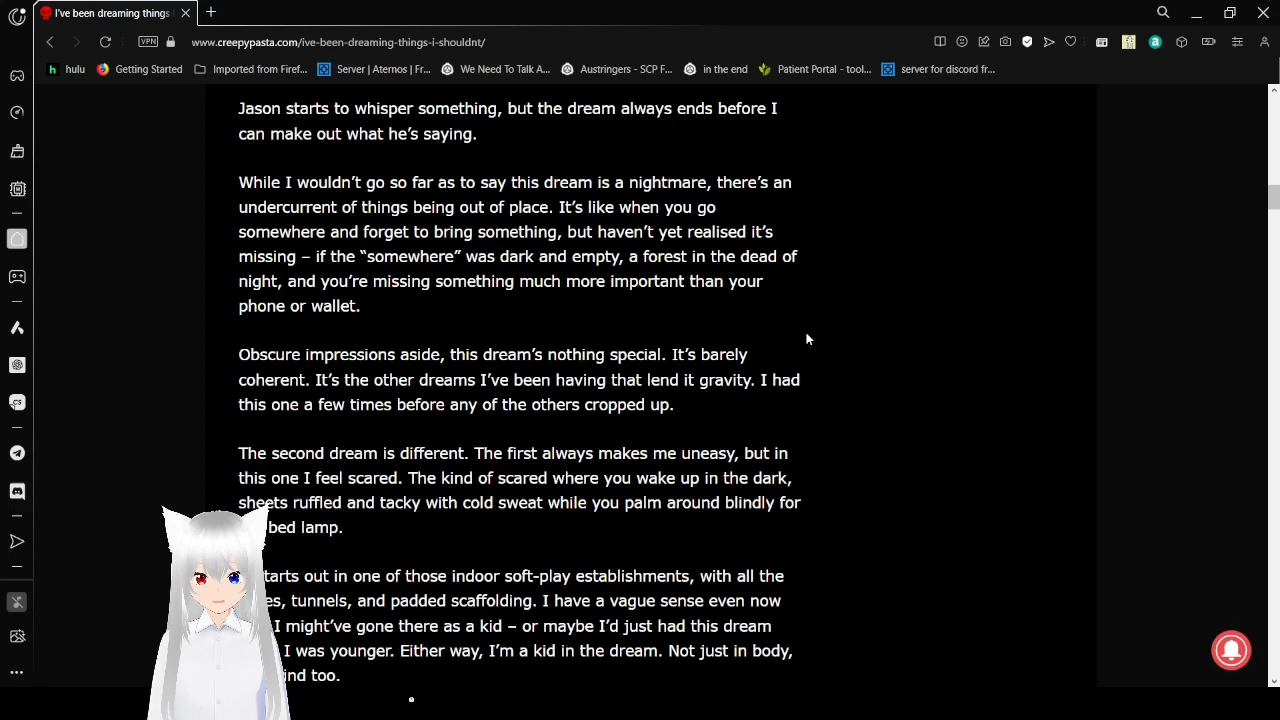 I've been dreaming things
VPN
www.creepypasta.com/ive-been-dreaming-things-i-shouldnt/
h hulu
Getting Started
Imported from Firef...
Server | Aternos | Fr...
We Need To Talk A...
Austringers - SCP F...
in the end
Patient Portal - tool...
server for discord fr...
Jason starts to whisper something, but the dream always ends before I
can make out what he's saying.
While I wouldn't go so far as to say this dream is a nightmare, there's an
undercurrent of things being out of place. It's like when you go
somewhere and forget to bring something, but haven't yet realised it's
missing – if the “somewhere” was dark and empty, a forest in the dead of
night, and you're missing something much more important than your
phone or wallet.
Obscure impressions aside, this dream's nothing special. It's barely
coherent. It's the other dreams I've been having that lend it gravity. I had
this one a few times before any of the others cropped up.
The second dream is different. The first always makes me uneasy, but in
this one I feel scared. The kind of scared where you wake up in the dark,
sheets ruffled and tacky with cold sweat while you palm around blindly for
bed lamp.
tarts out in one of those indoor soft-play establishments, with all the
es, tunnels, and padded scaffolding. I have a vague sense even now
I might've gone there as a kid – or maybe I'd just had this dream
I was younger. Either way, I'm a kid in the dream. Not just in body,
ind too.